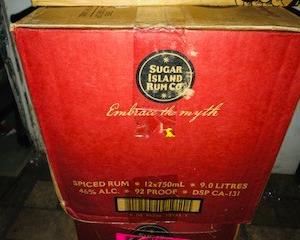 SUGAR
ISLAND
RUM CO
Embrace the myth
SPICED RUM • 12x750mL • 9.0 LITRES
46% ALC. • 92 PROOF • DSP CA-131